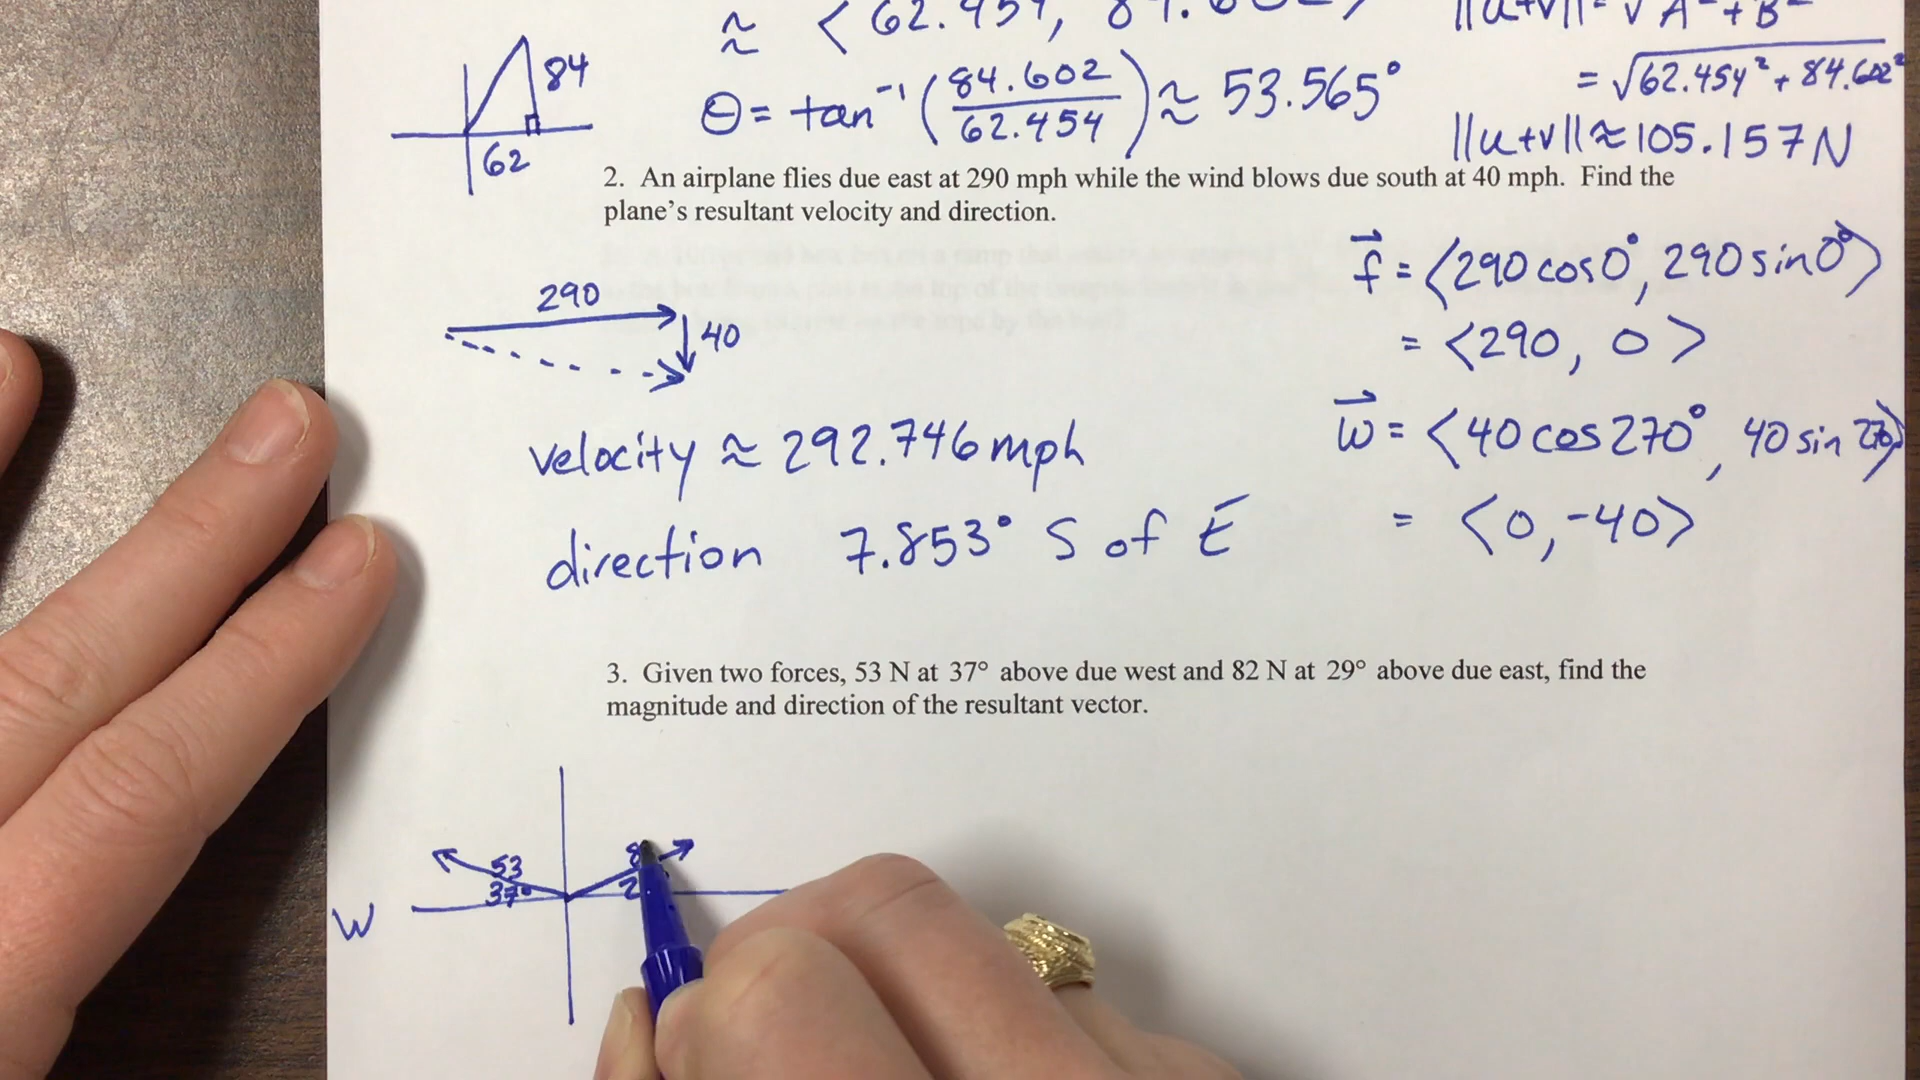 ≈ ⟨62.454, 84.602⟩
||u+v|| = √A² + B²
= √62.454² + 84.602²
||u+v|| ≈ 105.157 N
84
62
θ = tan⁻¹ (84.602/62.454) ≈ 53.565°
2. An airplane flies due east at 290 mph while the wind blows due south at 40 mph. Find the
plane's resultant velocity and direction.
290
40
f = ⟨290 cos 0°, 290 sin 0°⟩
= ⟨290, 0⟩
w = ⟨40 cos 270°, 40 sin 270⟩
= ⟨0, -40⟩
velocity ≈ 292.746 mph
direction 7.853° S of E
3. Given two forces, 53 N at 37° above due west and 82 N at 29° above due east, find the
magnitude and direction of the resultant vector.
53
37°
8
2
W